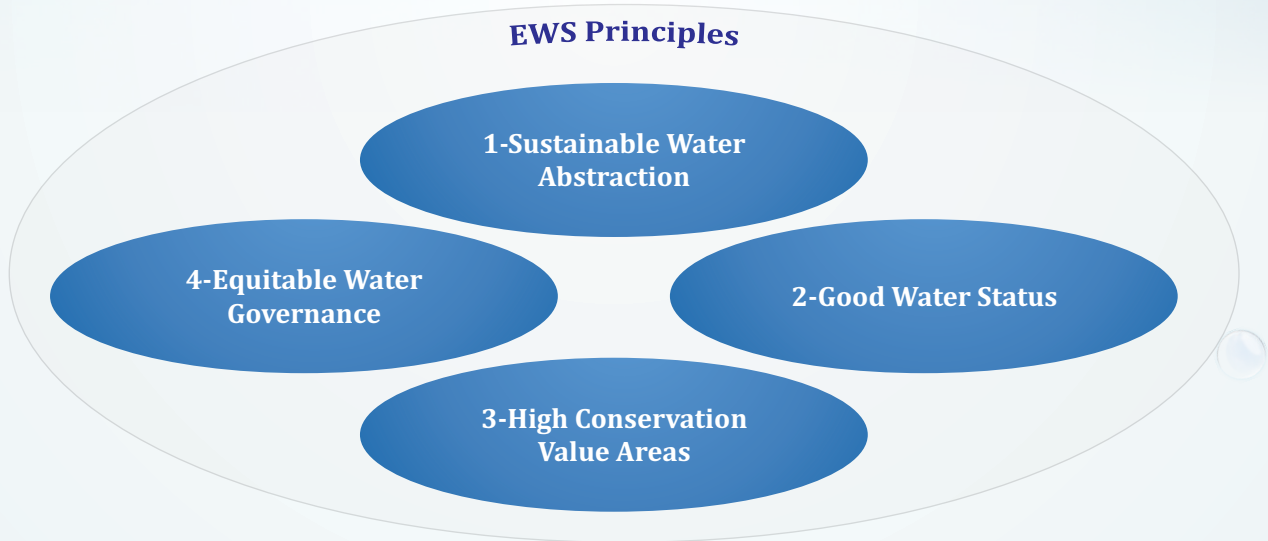 EWS Principles
1-Sustainable Water
Abstraction
4-Equitable Water
Governance
2-Good Water Status
3-High Conservation
Value Areas